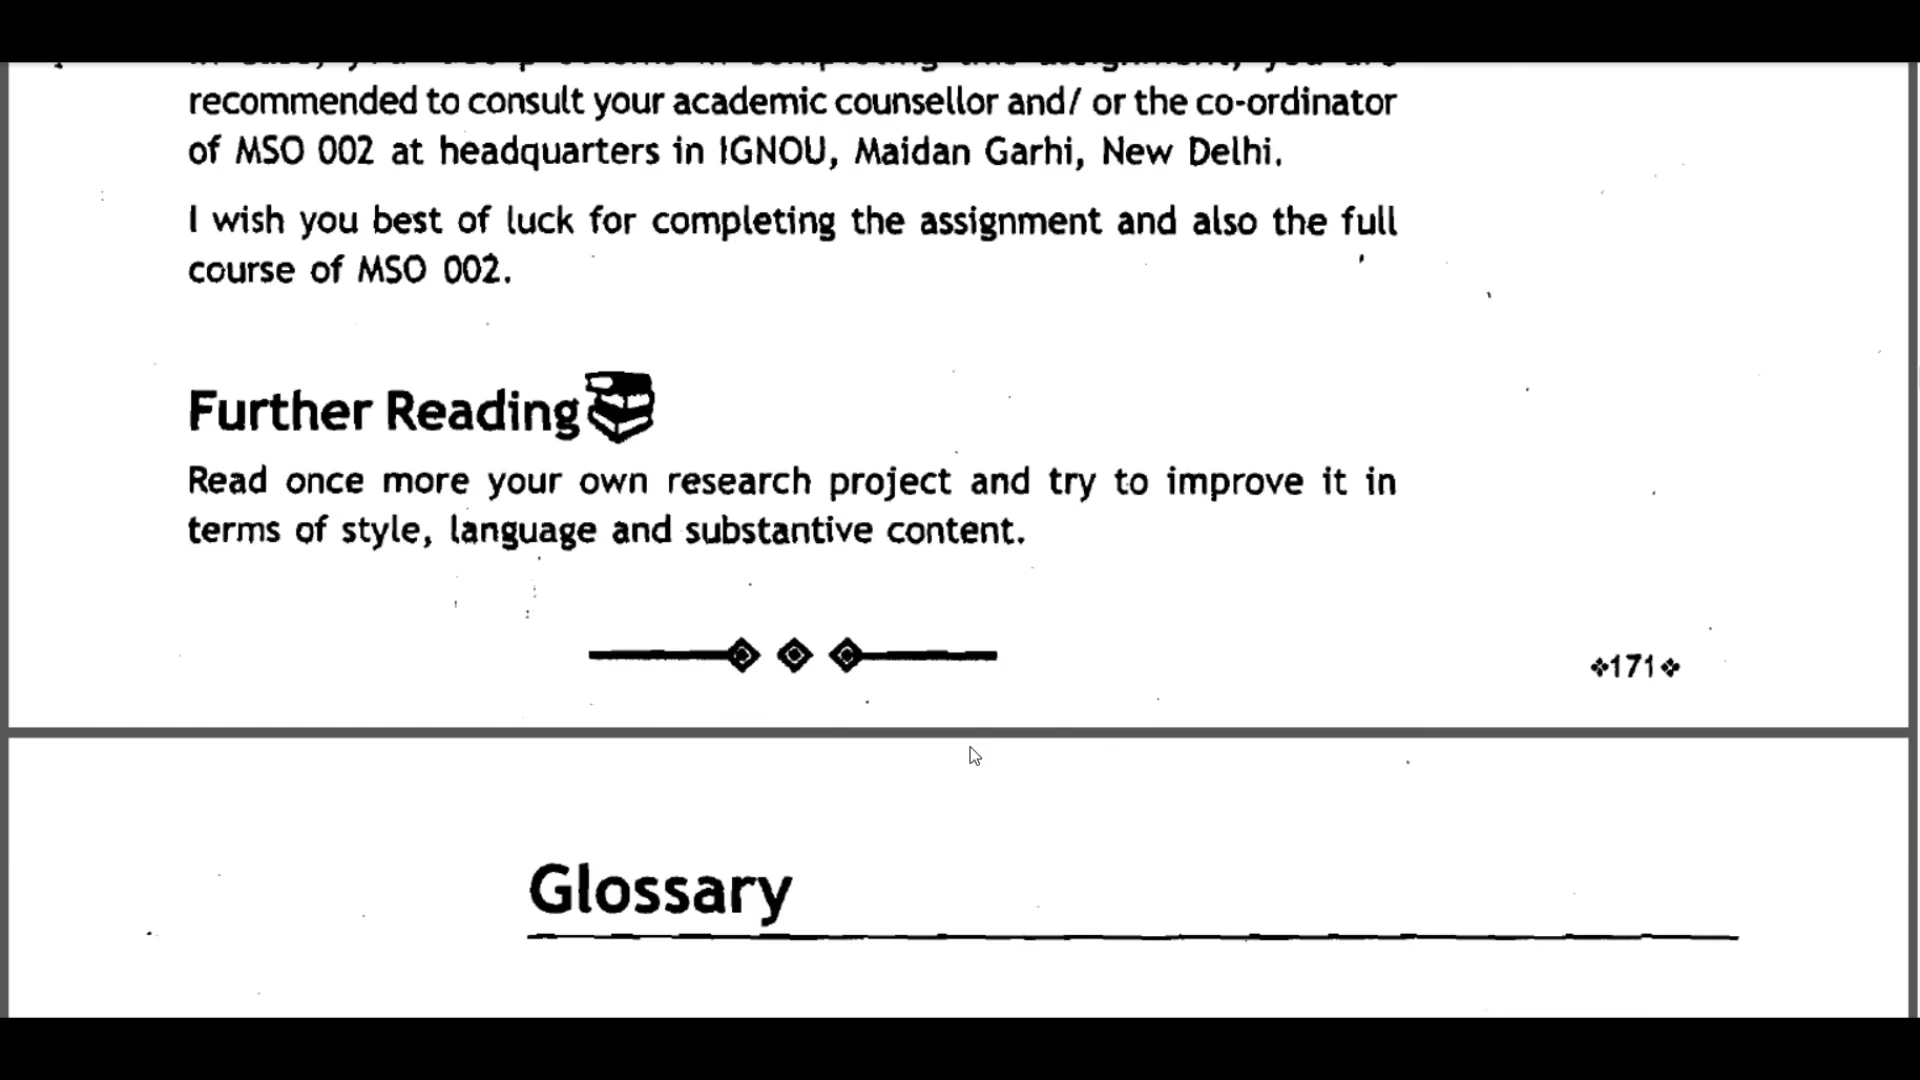 recommended to consult your academic counsellor and/ or the co-ordinator
of MSO 002 at headquarters in IGNOU, Maidan Garhi, New Delhi.
I wish you best of luck for completing the assignment and also the full
course of MSO 002.
Further Reading
Read once more your own research project and try to improve it in
terms of style, language and substantive content.
❖171❖
Glossary